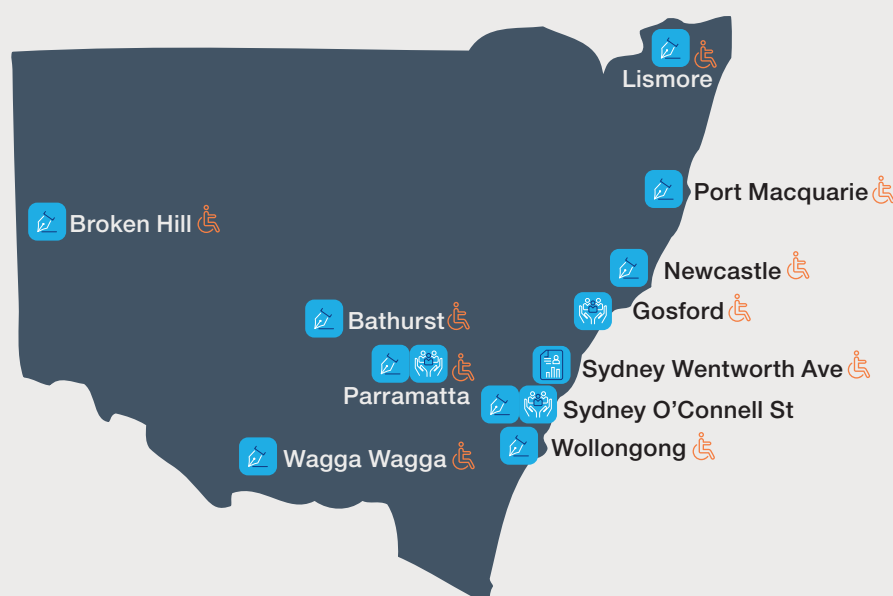 Lismore
Port Macquarie
Broken Hill
Newcastle
Gosford
Bathurst
Sydney Wentworth Ave
Parramatta
Sydney O'Connell St
Wollongong
Wagga Wagga